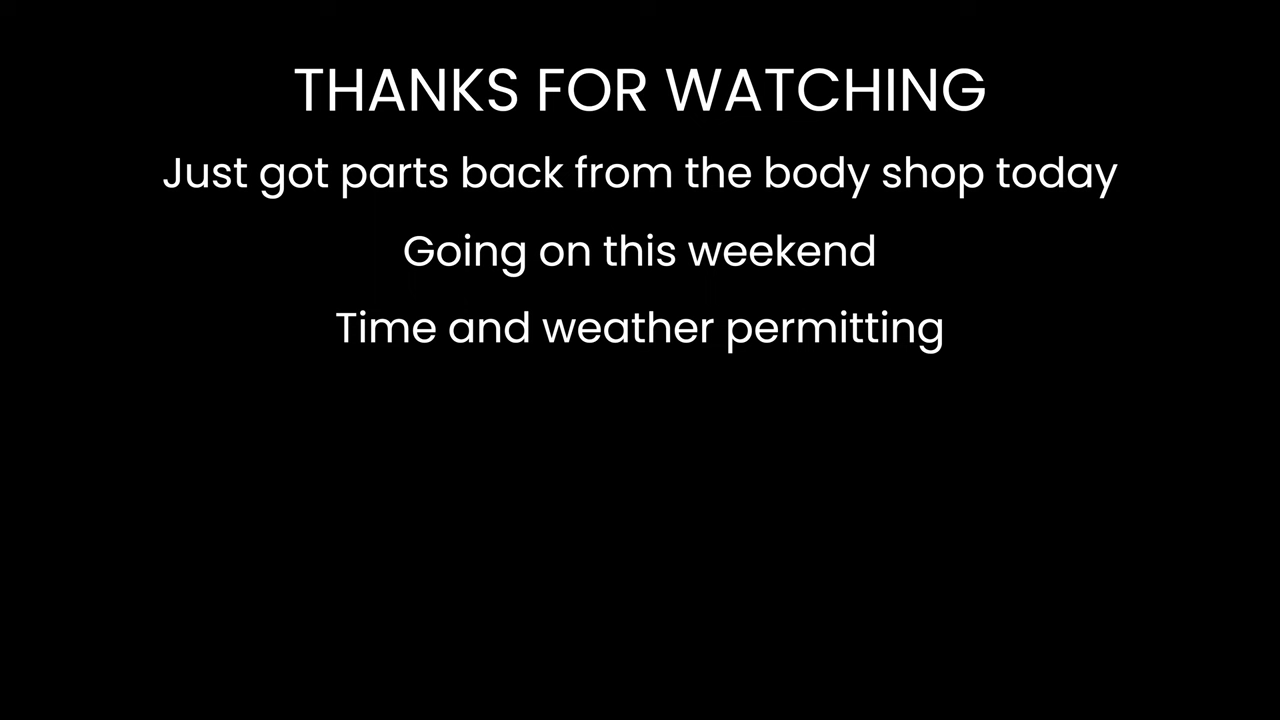 THANKS FOR WATCHING
Just got parts back from the body shop today
Going on this weekend
Time and weather permitting